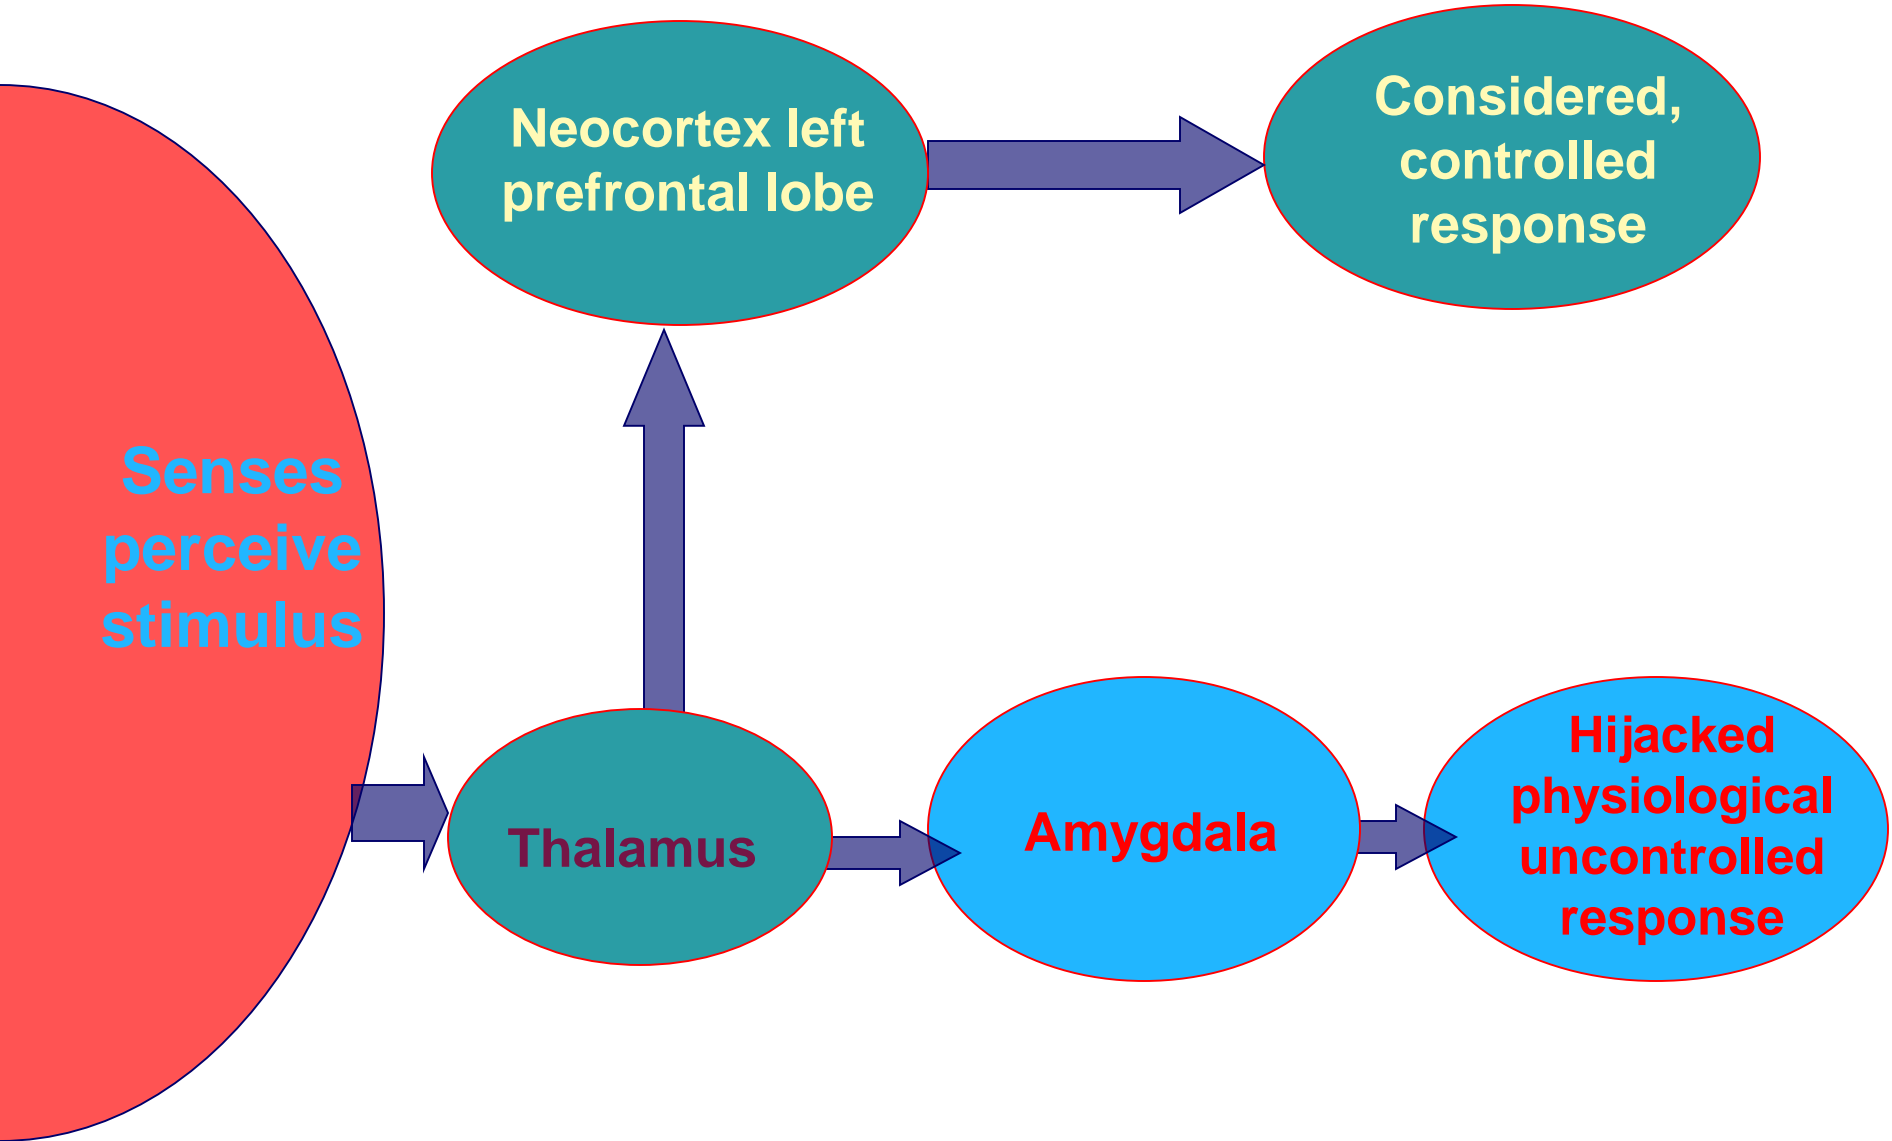 Neocortex left
prefrontal lobe
Considered,
controlled
response
Senses
perceive
stimulus
Thalamus
Amygdala
Hijacked
physiological
uncontrolled
response